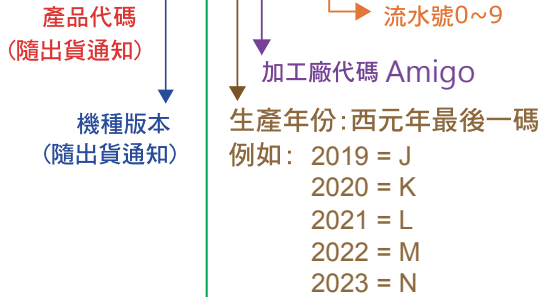 產品代碼
(隨出貨通知)
流水號0~9
加工廠代碼 Amigo
機種版本
(隨出貨通知)
生產年份:西元年最後一碼
例如: 2019 = J
2020 = K
2021 = L
2022 = M
2023 = N